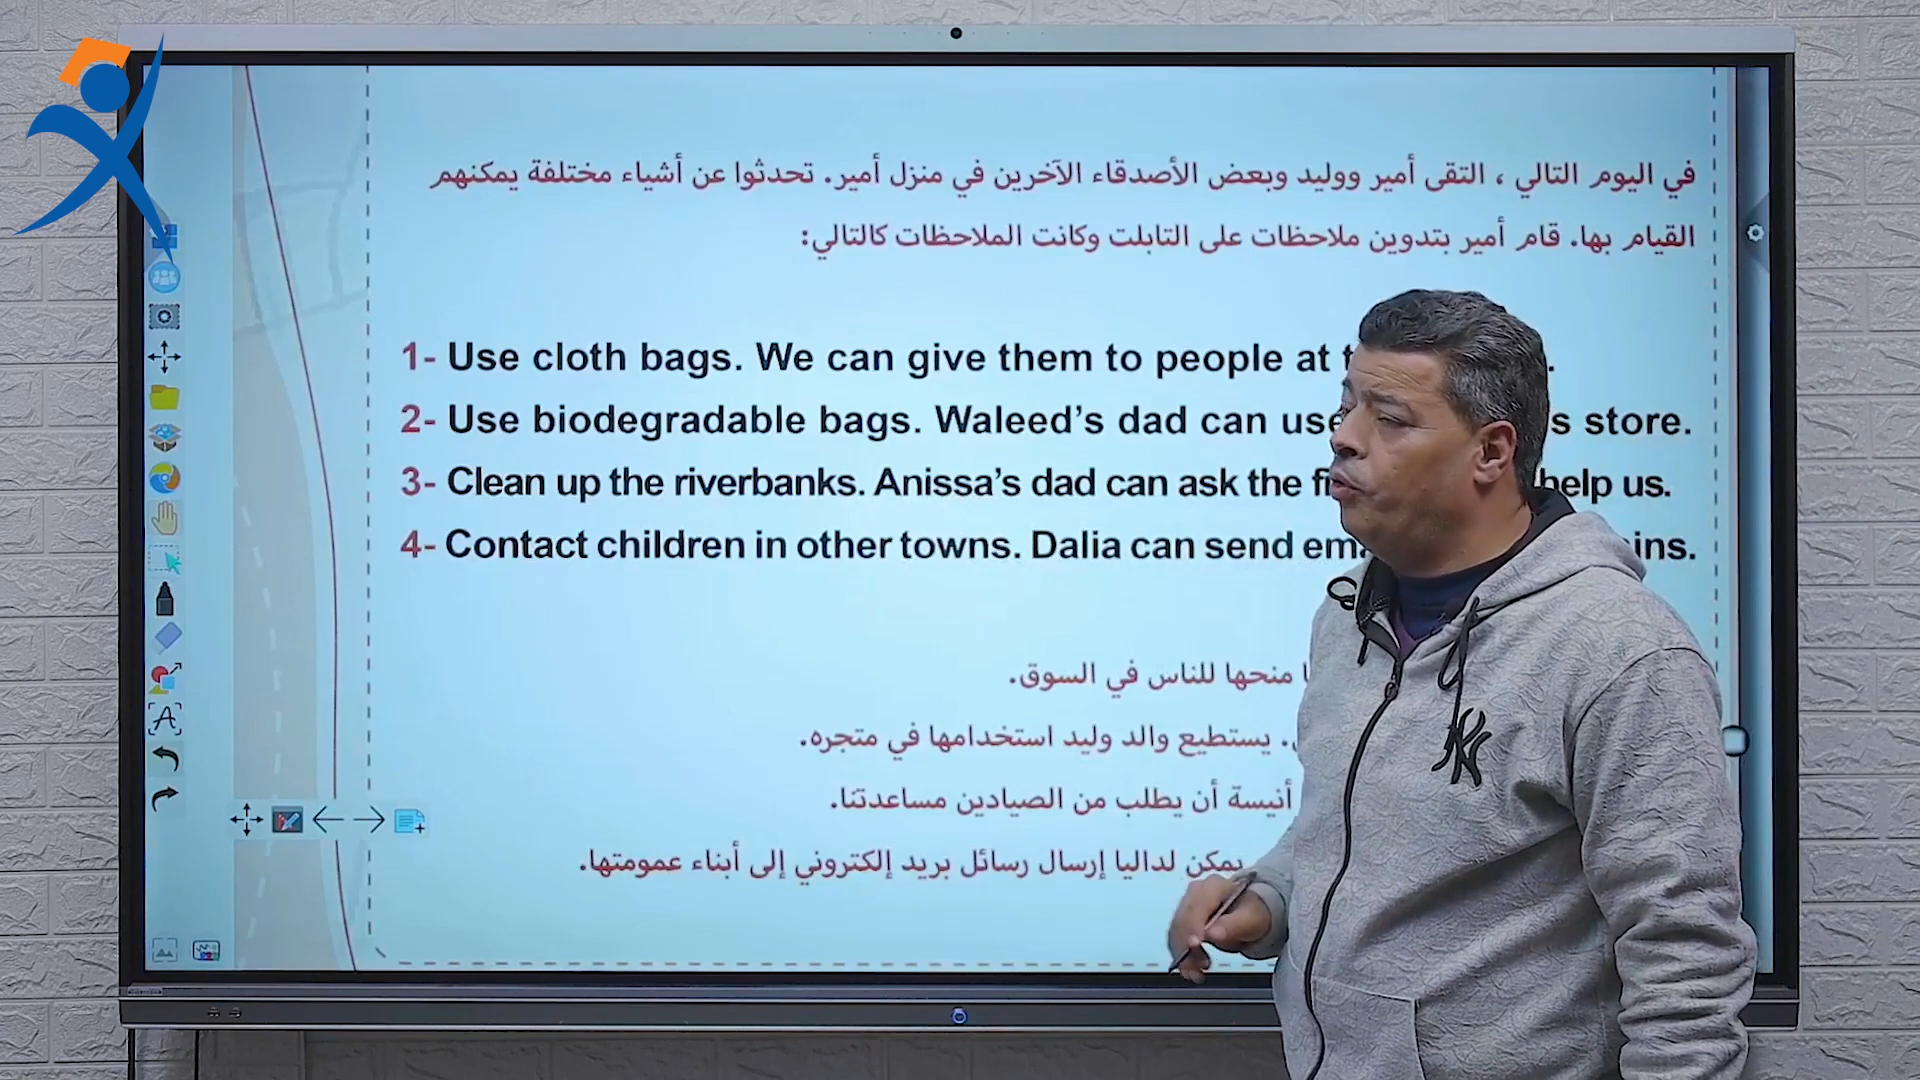 في اليوم التالي ، التقى أمير ووليد وبعض الأصدقاء الآخرين في منزل أمير. تحدثوا عن أشياء مختلفة يمكنهم
القيام بها. قام أمير بتدوين ملاحظات على التابلت وكانت الملاحظات كالتالي:
1- Use cloth bags. We can give them to people at
2- Use biodegradable bags. Waleed's dad can use s store.
3- Clean up the riverbanks. Anissa's dad can ask the help us.
4- Contact children in other towns. Dalia can send
منحها للناس في السوق.
يستطيع والد وليد استخدامها في متجره.
أنيسة أن يطلب من الصيادين مساعدتنا.
يمكن لداليا إرسال رسائل بريد إلكتروني إلى أبناء عمومتها.